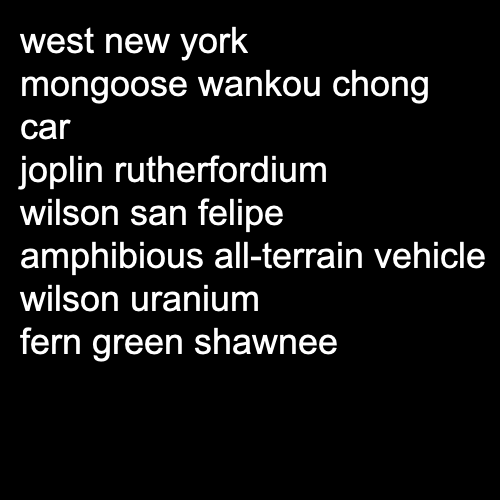 west new york
mongoose wankou chong
car
joplin rutherfordium
wilson san felipe
amphibious all-terrain vehicle
wilson uranium
fern green shawnee